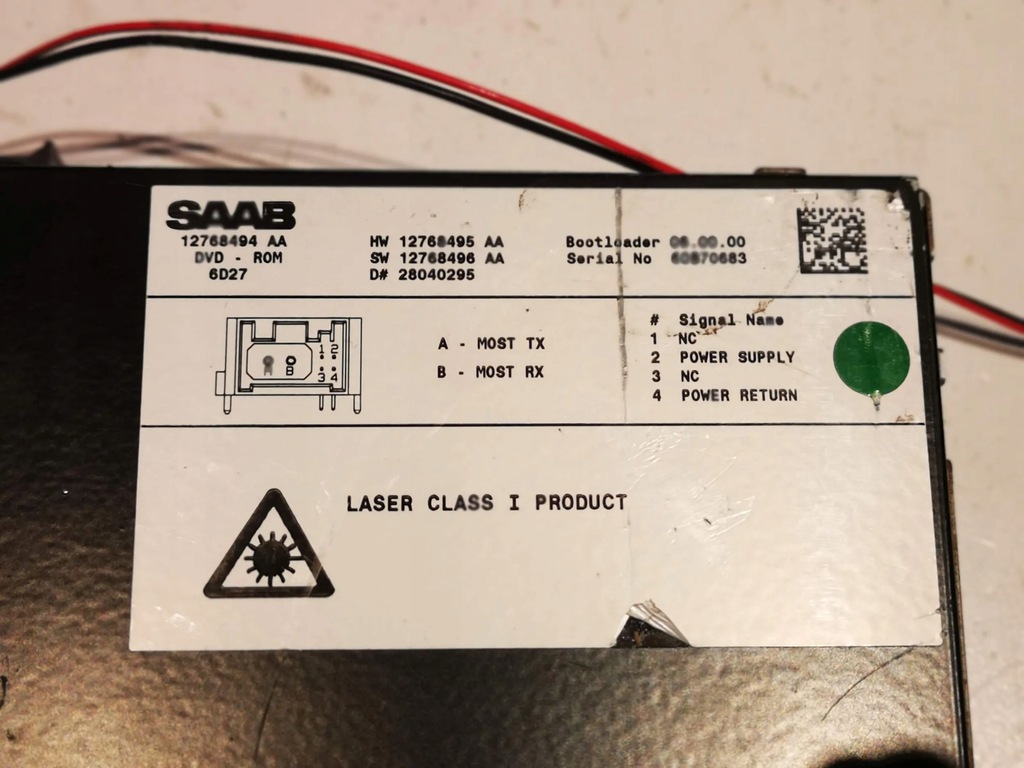 SAAB
12768494 AA
DVD - ROM
6D27
HW 12768495 AA
SW 12768496 AA
D# 28040295
Bootloader 06.00.00
Serial No 60870683
1 2
A B
3 4
A - MOST TX
B - MOST RX
# Signal Name
1 NC
2 POWER SUPPLY
3 NC
4 POWER RETURN
LASER CLASS I PRODUCT